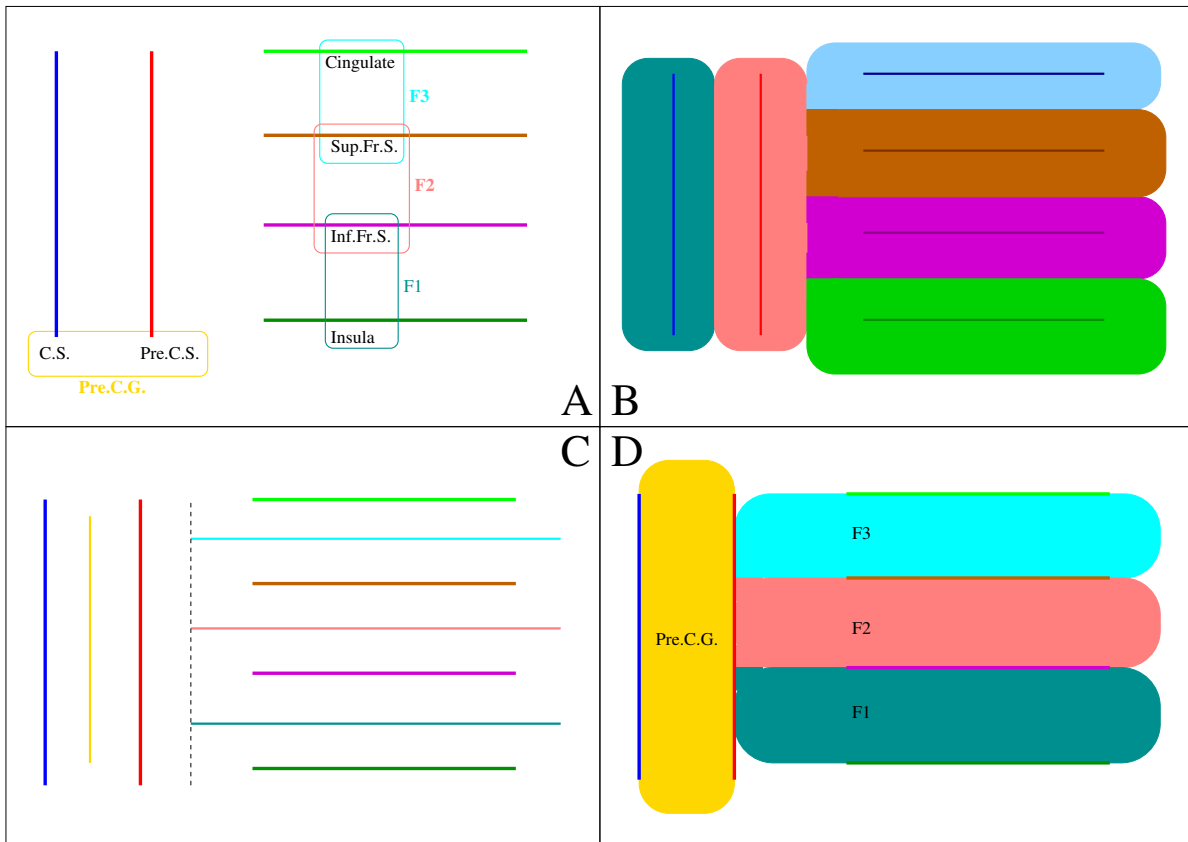 Cingulate
F3
Sup.Fr.S.
F2
Inf.Fr.S.
F1
Insula
C.S.
Pre.C.S.
Pre.C.G.
A
B
C
D
F3
F2
Pre.C.G.
F1